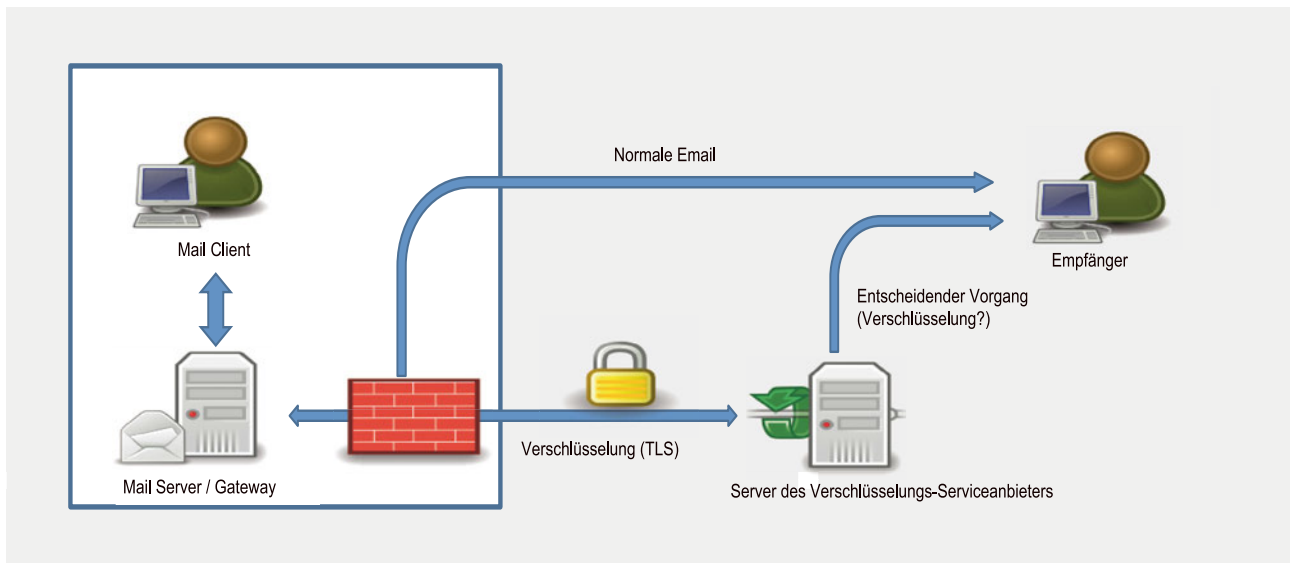 Normale Email
Mail Client
Empfänger
Entscheidender Vorgang
(Verschlüsselung?)
Verschlüsselung (TLS)
Mail Server / Gateway
Server des Verschlüsselungs-Serviceanbieters